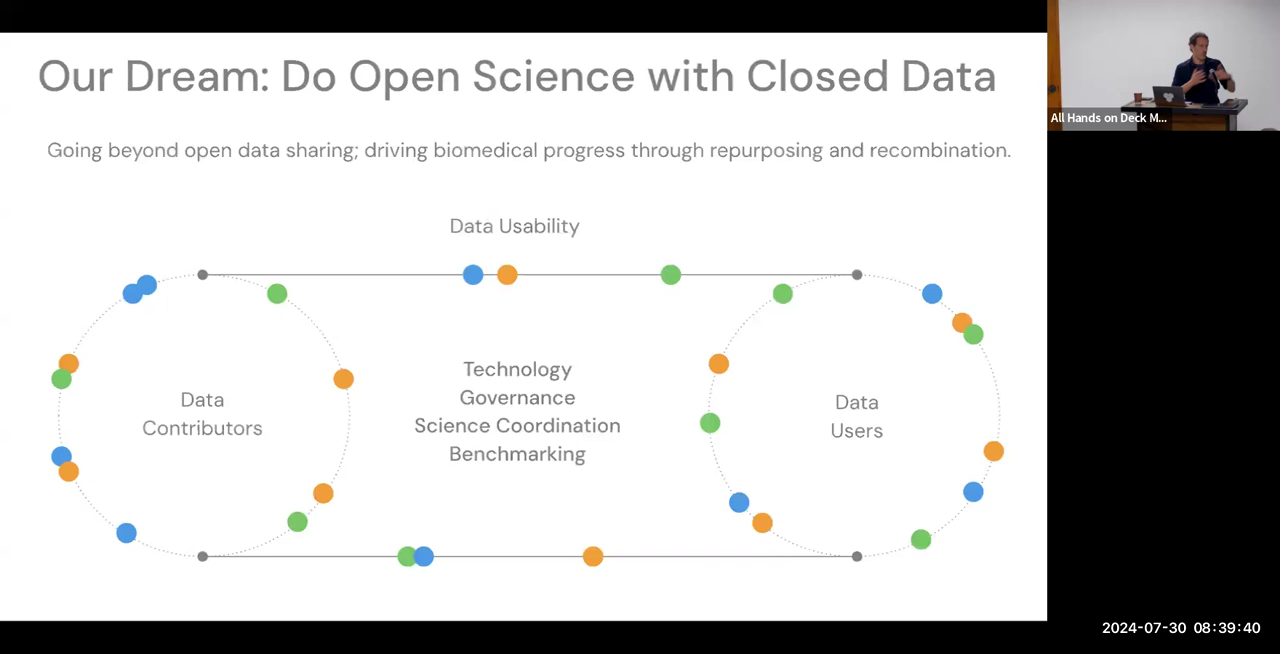 Our Dream: Do Open Science with Closed Data
Going beyond open data sharing; driving biomedical progress through repurposing and recombination.
Data Usability
Technology
Governance
Science Coordination
Benchmarking
Data
Contributors
Data
Users
All Hands on Deck M...
2024-07-30 08:39:40